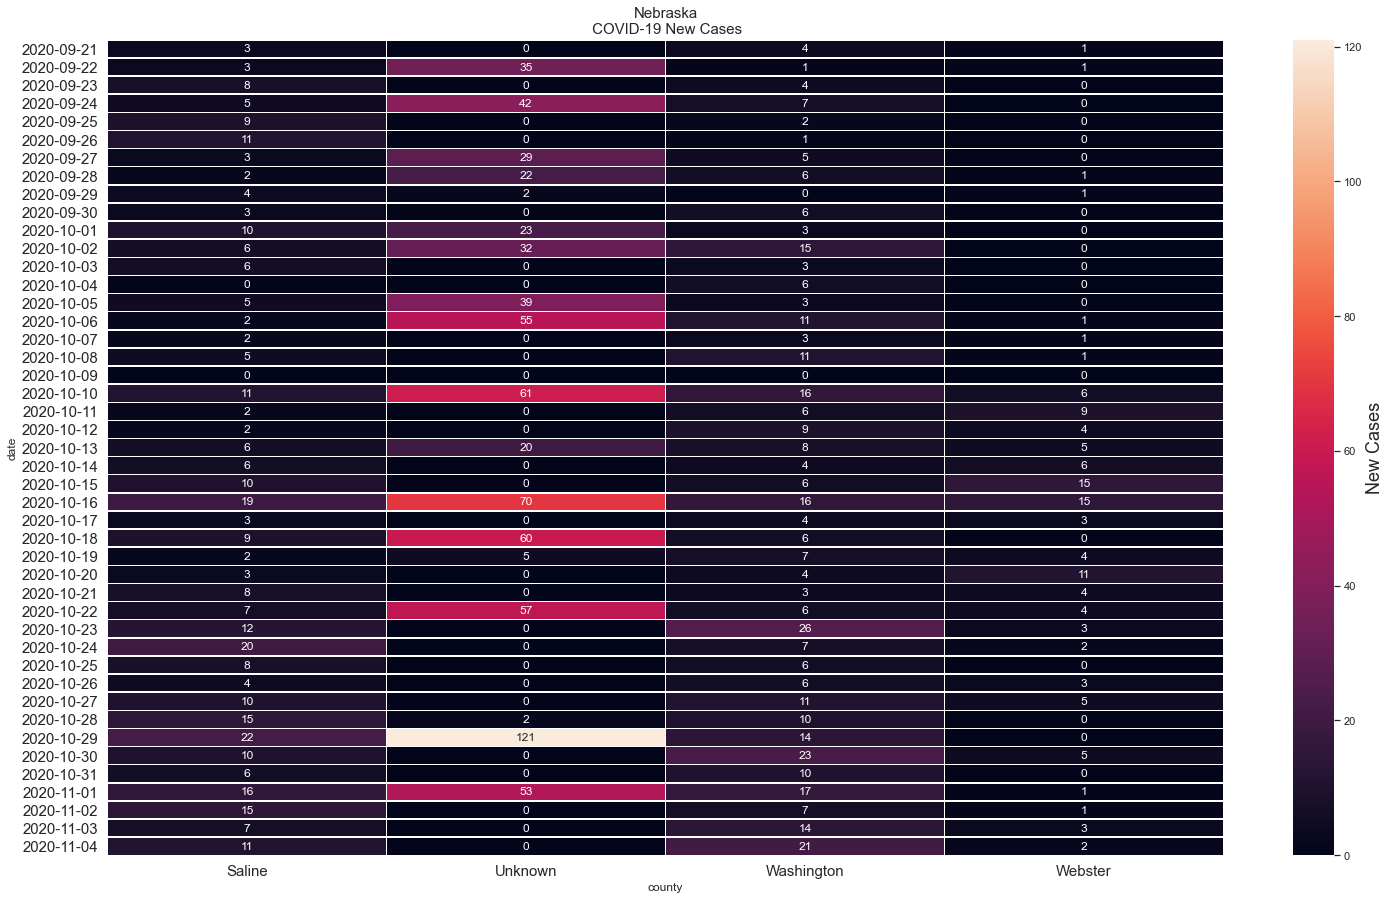 Nebraska
COVID-19 New Cases
2020-09-21 3 0 4 1
2020-09-22 3 35 1 1
2020-09-23 8 0 4 0
2020-09-24 5 42 7 0
2020-09-25 9 0 2 0
2020-09-26 11 0 1 0
2020-09-27 3 29 5 0
2020-09-28 2 22 6 1
2020-09-29 4 2 0 1
2020-09-30 3 0 6 0
2020-10-01 10 23 3 0
2020-10-02 6 32 15 0
2020-10-03 6 0 3 0
2020-10-04 0 0 6 0
2020-10-05 5 39 3 0
2020-10-06 2 55 11 1
2020-10-07 2 0 3 1
2020-10-08 5 0 11 1
2020-10-09 0 0 0 0
2020-10-10 11 61 16 6
2020-10-11 2 0 6 9
2020-10-12 2 0 9 4
2020-10-13 6 20 8 5
2020-10-14 6 0 4 6
2020-10-15 10 0 6 15
2020-10-16 19 70 16 15
2020-10-17 3 0 4 3
2020-10-18 9 60 6 0
2020-10-19 2 5 7 4
2020-10-20 3 0 4 11
2020-10-21 8 0 3 4
2020-10-22 7 57 6 4
2020-10-23 12 0 26 3
2020-10-24 20 0 7 2
2020-10-25 8 0 6 0
2020-10-26 4 0 6 3
2020-10-27 10 0 11 5
2020-10-28 15 2 10 0
2020-10-29 22 121 14 0
2020-10-30 10 0 23 5
2020-10-31 6 0 10 0
2020-11-01 16 53 17 1
2020-11-02 15 0 7 1
2020-11-03 7 0 14 3
2020-11-04 11 0 21 2
Saline Unknown Washington Webster
county
date
120
100
80
60
40
20
0
New Cases